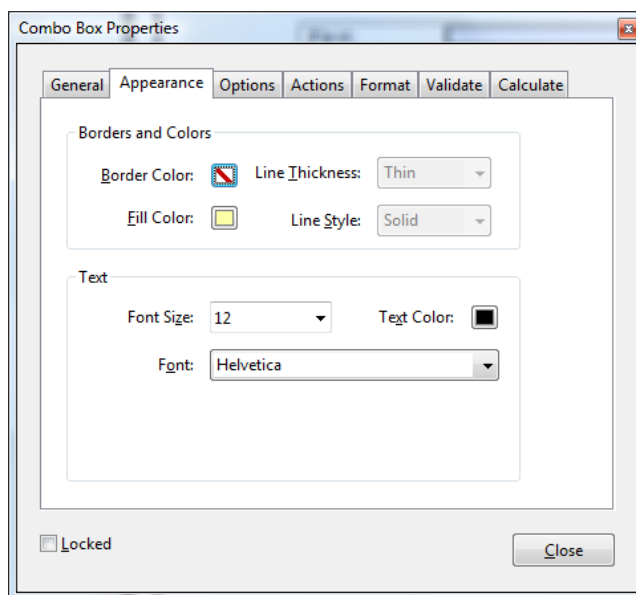 Combo Box Properties
General Appearance Options Actions Format Validate Calculate
Borders and Colors
Border Color: Line Thickness: Thin
Fill Color: Line Style: Solid
Text
Font Size: 12 Text Color:
Font: Helvetica
Locked
Close